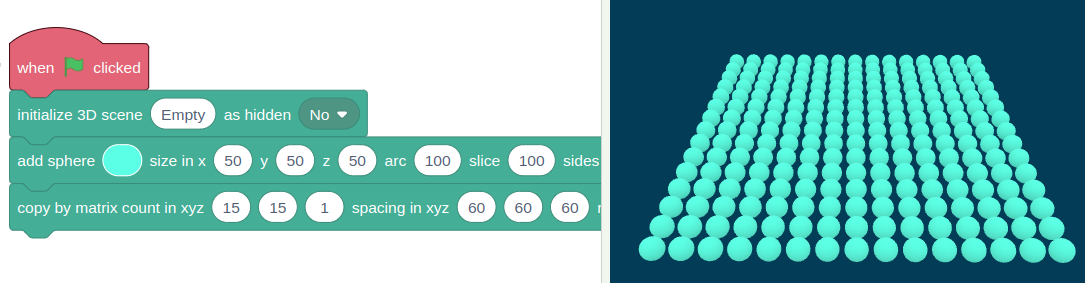 when clicked
initialize 3D scene Empty as hidden No
add sphere size in x 50 y 50 z 50 arc 100 slice 100 sides
copy by matrix count in xyz 15 15 1 spacing in xyz 60 60 60